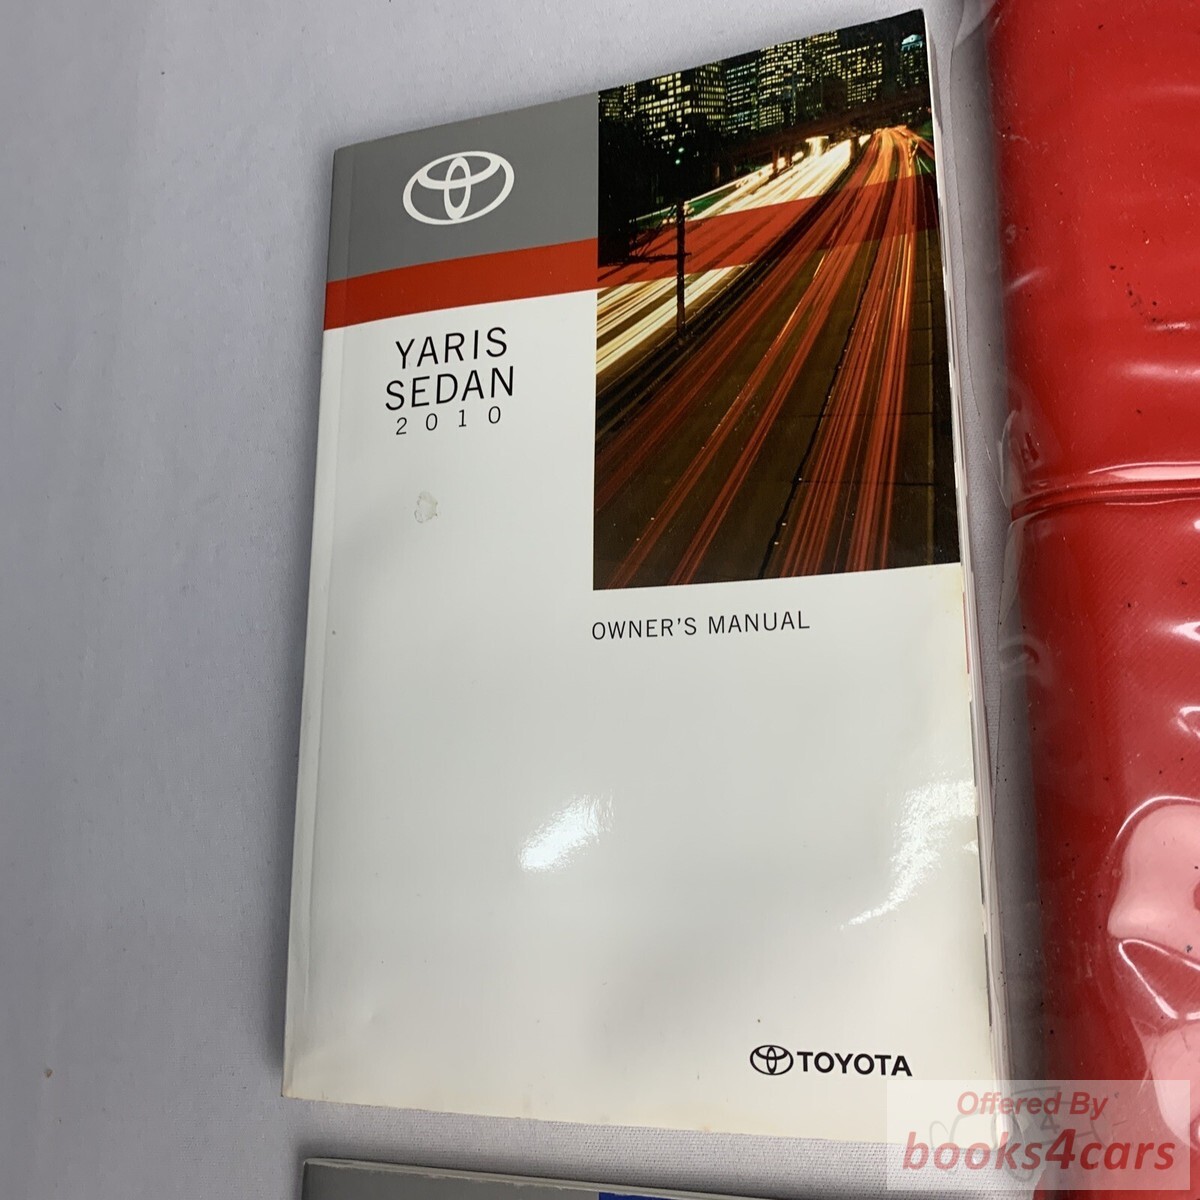 YARIS
SEDAN
2010
OWNER'S MANUAL
TOYOTA
Offered By
books4cars